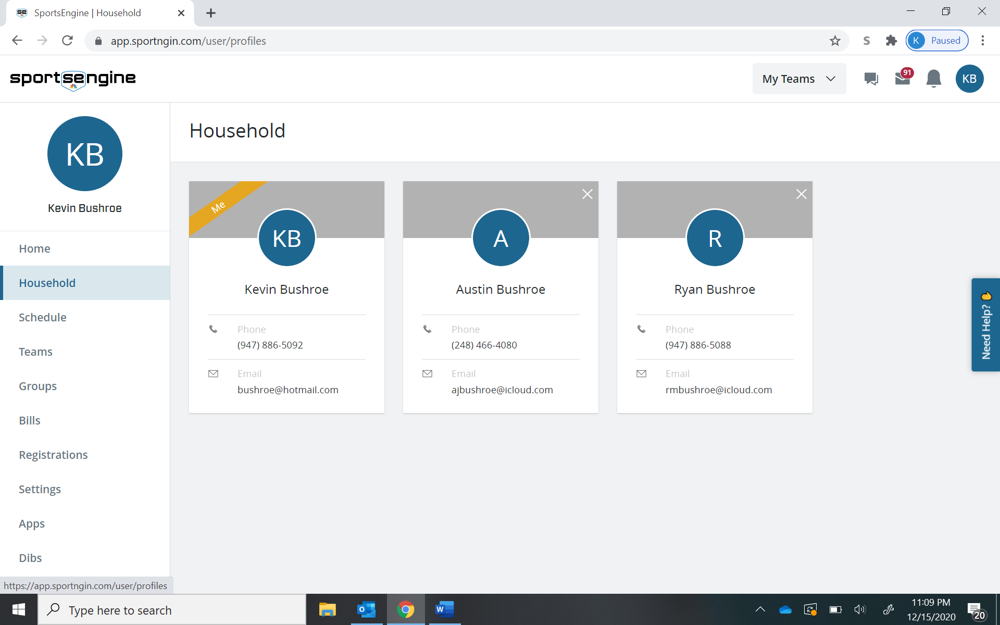 SportsEngine | Household
app.sportngin.com/user/profiles
S
K
Paused
sportsengine
My Teams
91
KB
KB
Kevin Bushroe
Home
Household
Schedule
Teams
Groups
Bills
Registrations
Settings
Apps
Dibs
Household
Me
KB
Kevin Bushroe
Phone
(947) 886-5092
Email
bushroe@hotmail.com
A
Austin Bushroe
Phone
(248) 466-4080
Email
ajbushroe@icloud.com
R
Ryan Bushroe
Phone
(947) 886-5088
Email
rmbushroe@icloud.com
Need Help?
https://app.sportngin.com/user/profiles
Type here to search
11:09 PM
12/15/2020
20